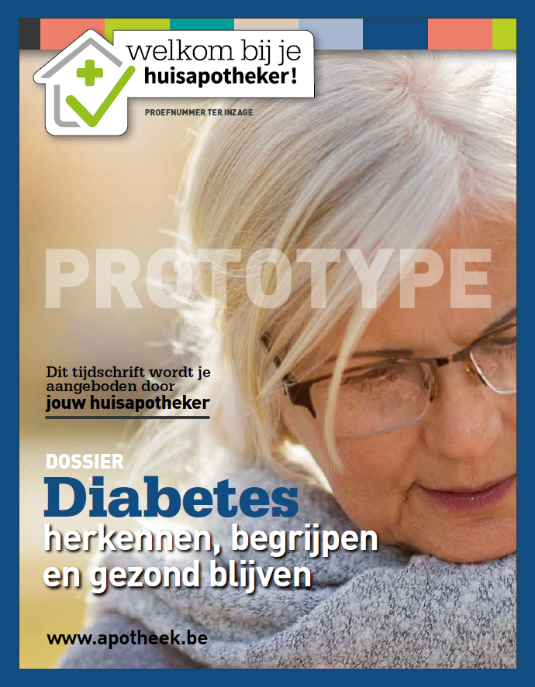 welkom bij je
huisapotheker!
PROEFNUMMER TER INZAGE
PROTOTYPE
Dit tijdschrift wordt je
aangeboden door
jouw huisapotheker
DOSSIER
Diabetes
herkennen, begrijpen
en gezond blijven
www.apotheek.be